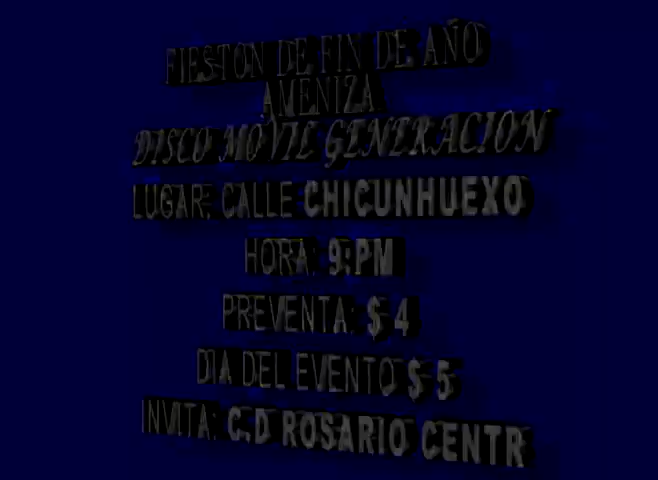 FIESTON DE FIN DE AÑO
AMENIZA
DISCO MOVIL GENERACION
LUGAR: CALLE CHICUNHUEXO
HORA: 9:PM
PREVENTA: $ 4
DIA DEL EVENTO $ 5
INVITA: C.D ROSARIO CENTR